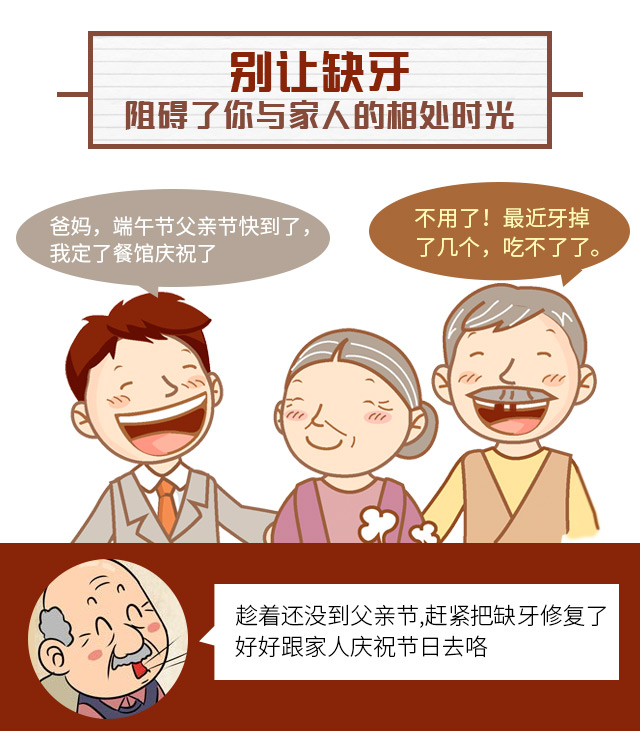 别让缺牙
阻碍了你与家人的相处时光
爸妈，端午节父亲节快到了，
我定了餐馆庆祝了
不用了！最近牙掉
了几个，吃不了了。
趁着还没到父亲节,赶紧把缺牙修复了
好好跟家人庆祝节日去咯